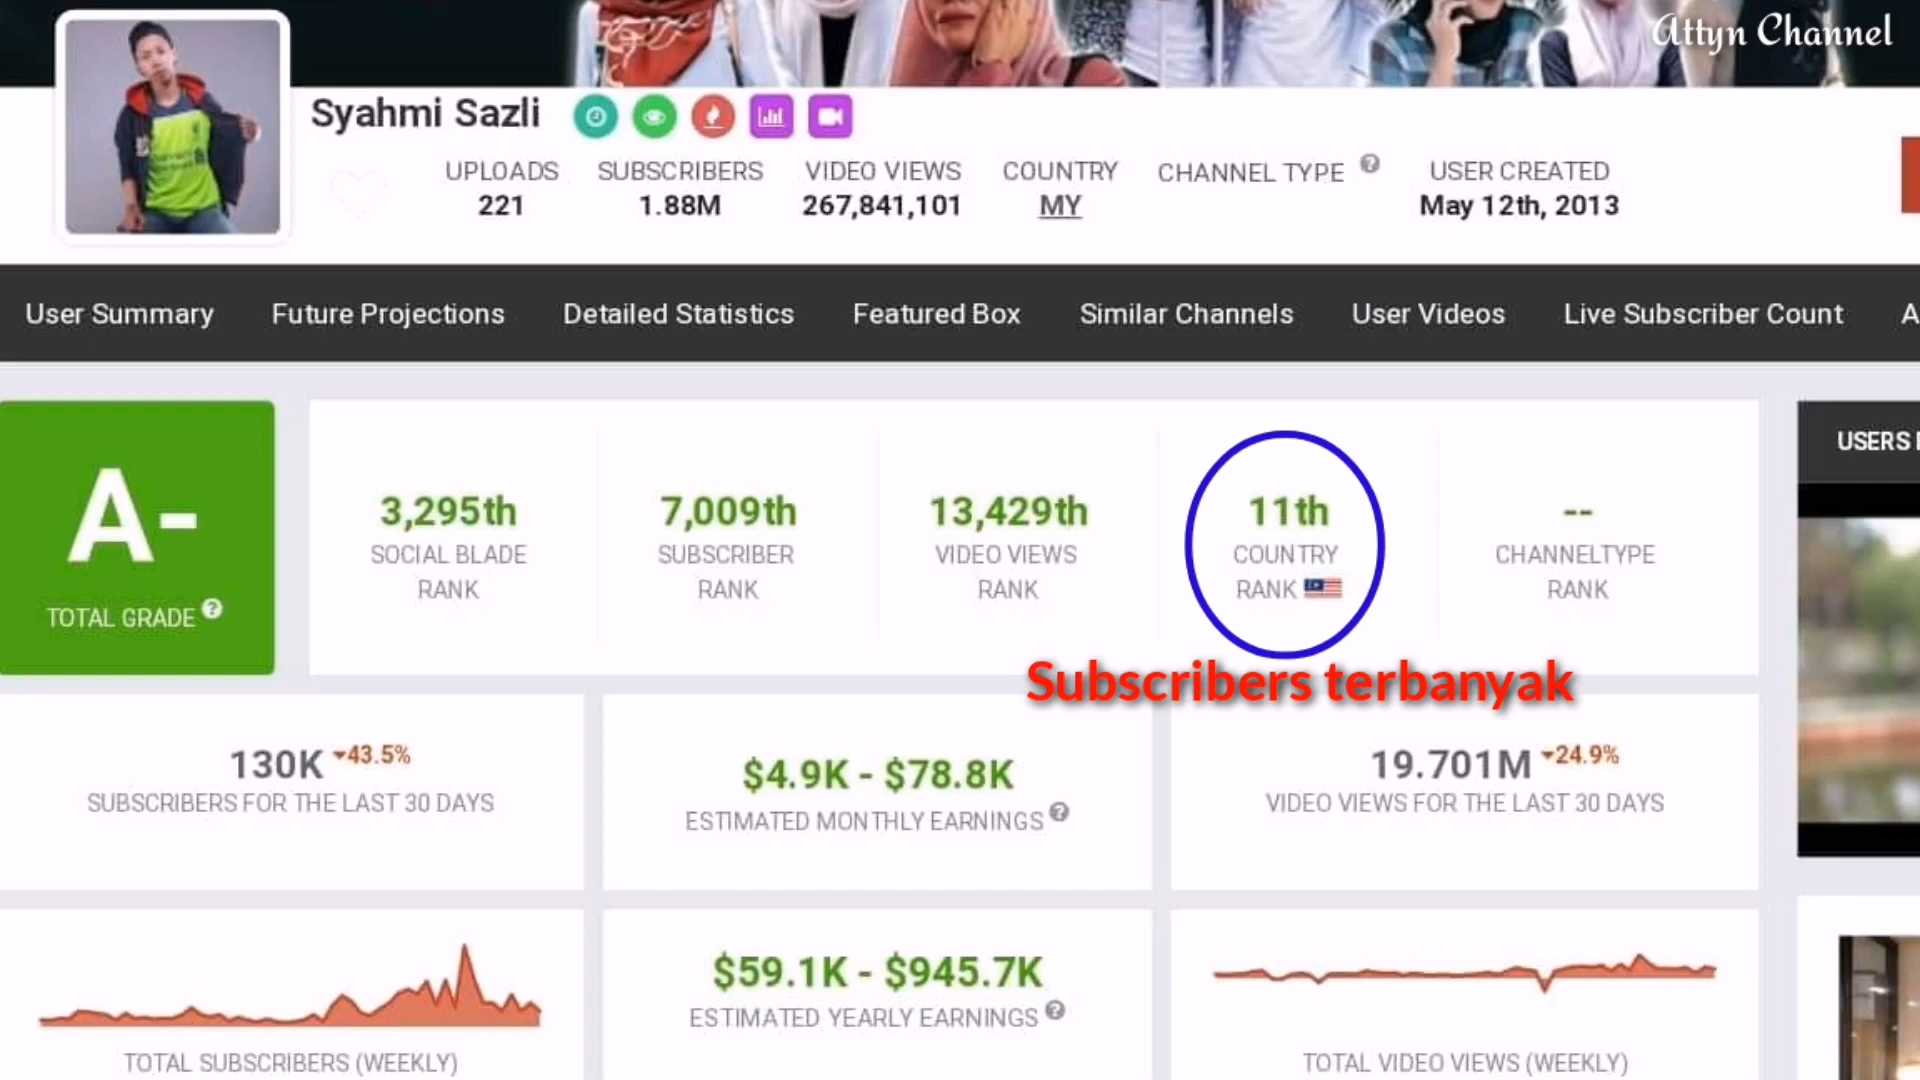 Attyn Channel
Syahmi Sazli
UPLOADS
221
SUBSCRIBERS
1.88M
VIDEO VIEWS
267,841,101
COUNTRY
MY
CHANNEL TYPE ?
USER CREATED
May 12th, 2013
User Summary
Future Projections
Detailed Statistics
Featured Box
Similar Channels
User Videos
Live Subscriber Count
A
A-
TOTAL GRADE ?
3,295th
SOCIAL BLADE
RANK
7,009th
SUBSCRIBER
RANK
13,429th
VIDEO VIEWS
RANK
11th
COUNTRY
RANK
--
CHANNELTYPE
RANK
USERS
Subscribers terbanyak
130K 43.5%
SUBSCRIBERS FOR THE LAST 30 DAYS
$4.9K - $78.8K
ESTIMATED MONTHLY EARNINGS ?
19.701M 24.9%
VIDEO VIEWS FOR THE LAST 30 DAYS
TOTAL SUBSCRIBERS (WEEKLY)
$59.1K - $945.7K
ESTIMATED YEARLY EARNINGS ?
TOTAL VIDEO VIEWS (WEEKLY)